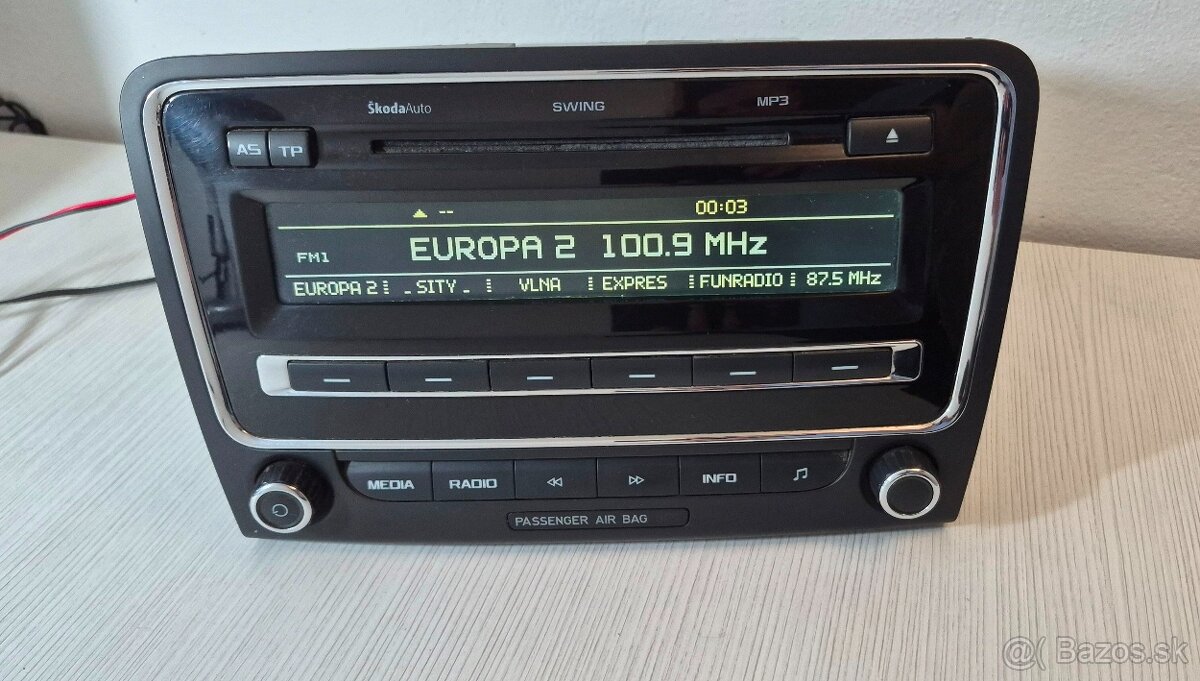 ŠkodaAuto SWING MP3
AS TP
-- 00:03
FM1 EUROPA 2 100.9 MHz
EUROPA 2 _ SITY _ VLNA EXPRES FUNRADIO 87.5 MHz
MEDIA RADIO INFO
PASSENGER AIR BAG
@( Bazos.sk